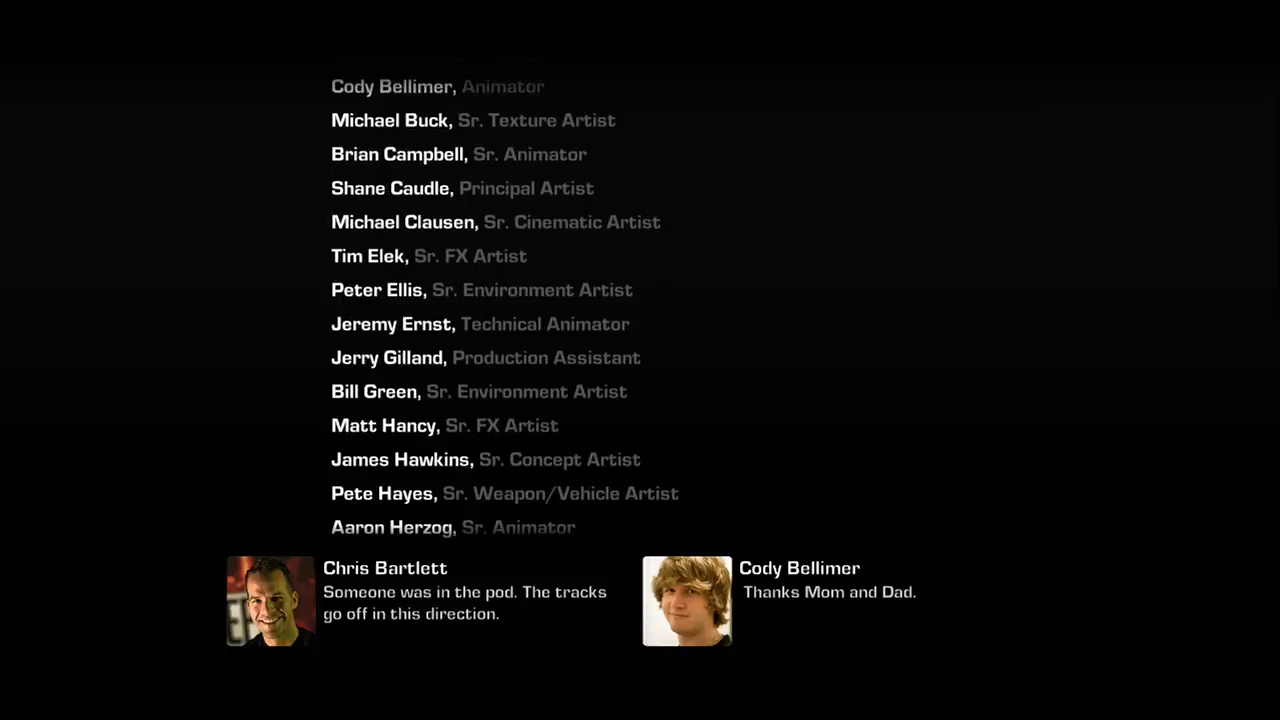 Cody Bellimer, Animator
Michael Buck, Sr. Texture Artist
Brian Campbell, Sr. Animator
Shane Caudle, Principal Artist
Michael Clausen, Sr. Cinematic Artist
Tim Elek, Sr. FX Artist
Peter Ellis, Sr. Environment Artist
Jeremy Ernst, Technical Animator
Jerry Gilland, Production Assistant
Bill Green, Sr. Environment Artist
Matt Hancy, Sr. FX Artist
James Hawkins, Sr. Concept Artist
Pete Hayes, Sr. Weapon/Vehicle Artist
Aaron Herzog, Sr. Animator
Chris Bartlett
Someone was in the pod. The tracks
go off in this direction.
Cody Bellimer
Thanks Mom and Dad.